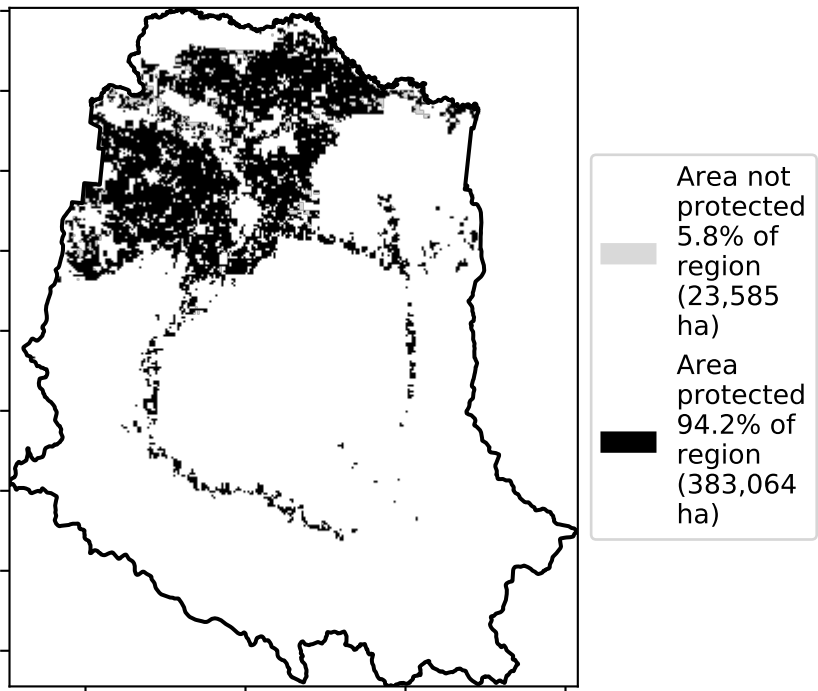 Area not
protected
5.8% of
region
(23,585
ha)
Area
protected
94.2% of
region
(383,064
ha)